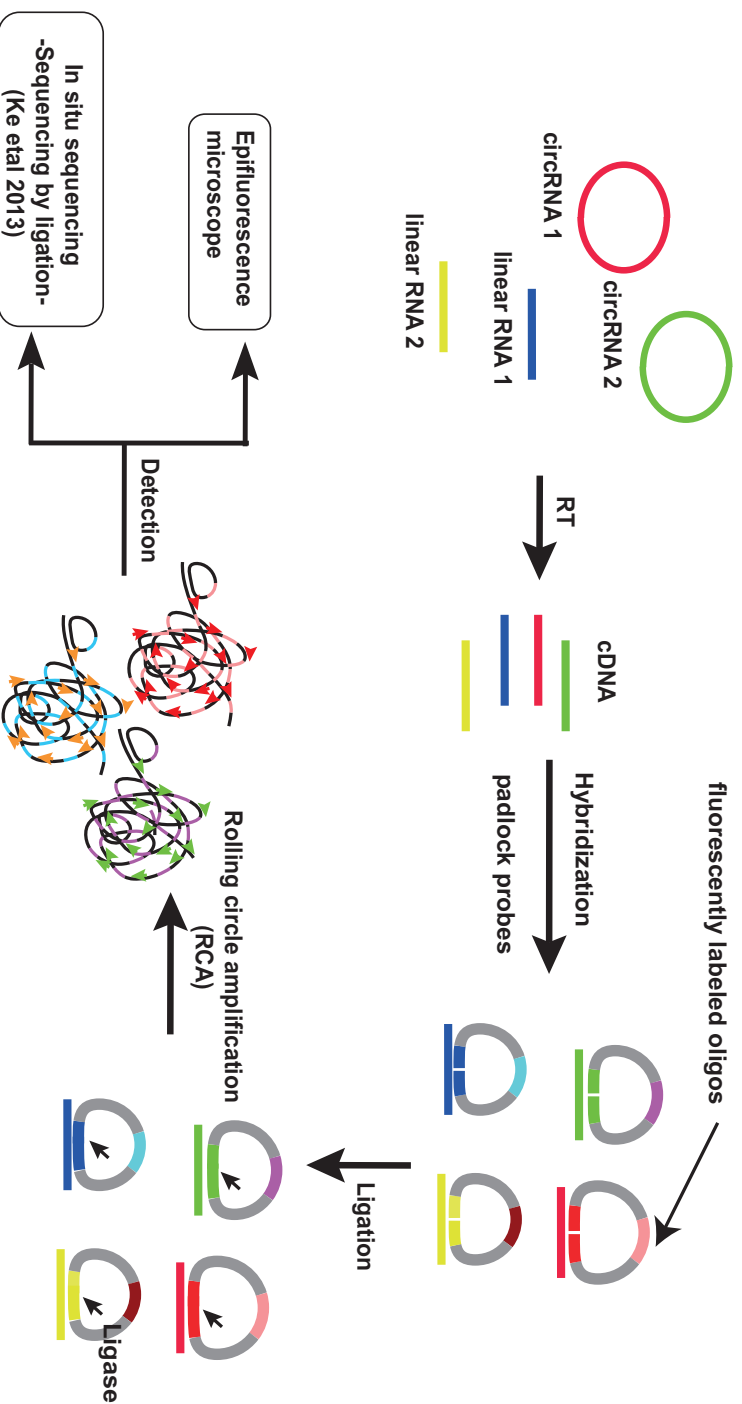 circRNA 1
circRNA 2
linear RNA 1
linear RNA 2
RT
cDNA
Hybridization
padlock probes
fluorescently labeled oligos
Ligation
Ligase
Rolling circle amplification
(RCA)
Detection
Epifluorescence
microscope
In situ sequencing
-Sequencing by ligation-
(Ke etal 2013)